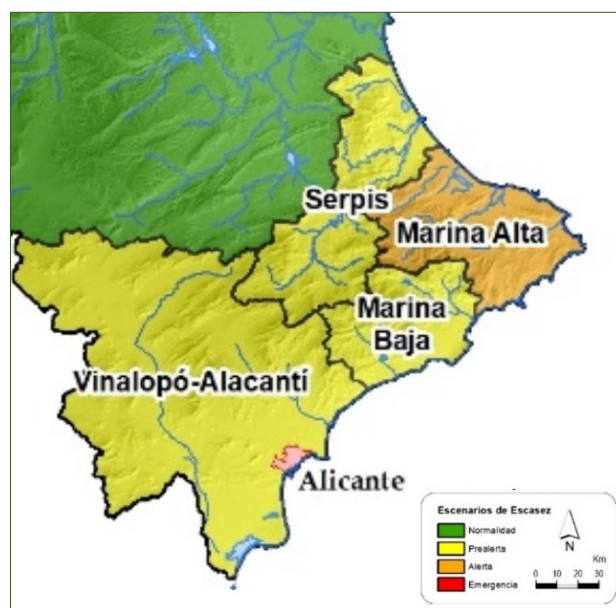 Serpis
Marina Alta
Marina
Baja
Vinalopó-Alacantí
Alicante
Escenarios de Escasez
Normalidad
Prealerta
Alerta
Emergencia
N
Km
0 10 20 30